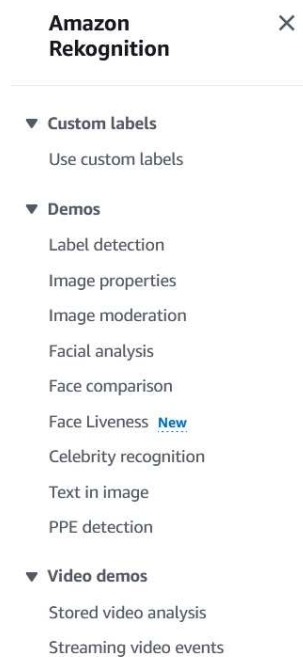 Amazon
Rekognition
Custom labels
Use custom labels
Demos
Label detection
Image properties
Image moderation
Facial analysis
Face comparison
Face Liveness New
Celebrity recognition
Text in image
PPE detection
Video demos
Stored video analysis
Streaming video events